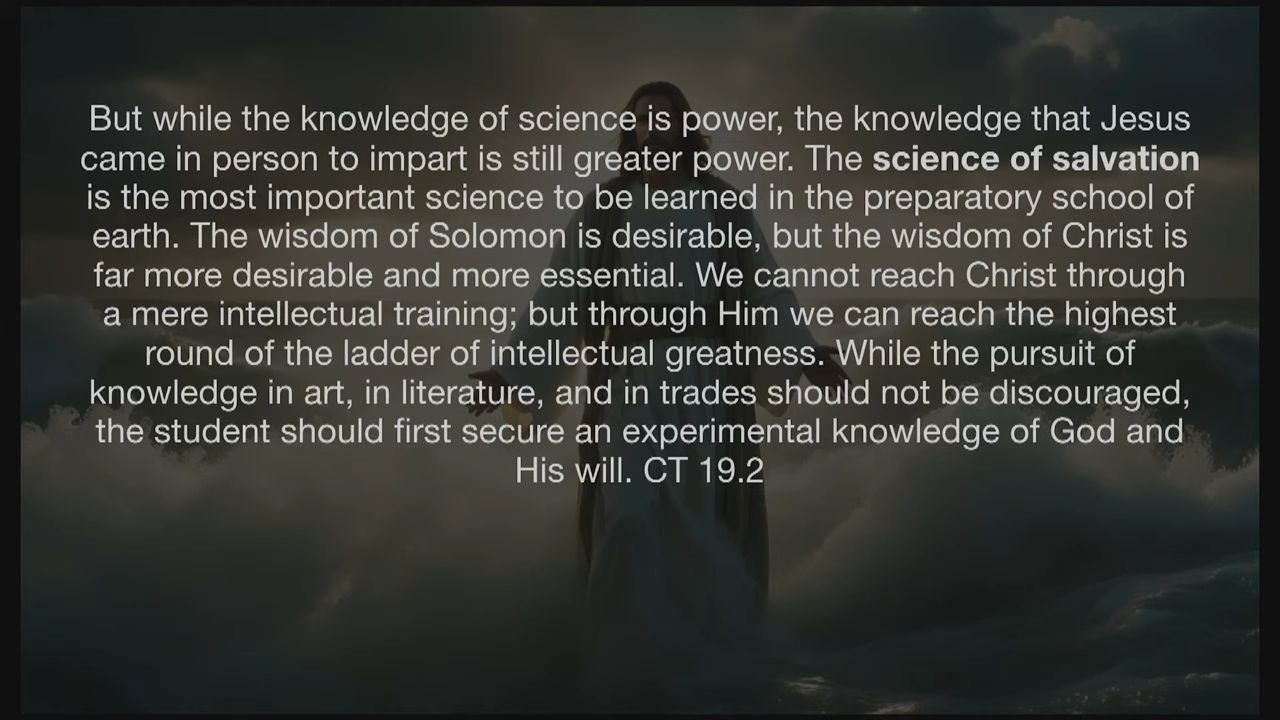 But while the knowledge of science is power, the knowledge that Jesus
came in person to impart is still greater power. The science of salvation
is the most important science to be learned in the preparatory school of
earth. The wisdom of Solomon is desirable, but the wisdom of Christ is
far more desirable and more essential. We cannot reach Christ through
a mere intellectual training; but through Him we can reach the highest
round of the ladder of intellectual greatness. While the pursuit of
knowledge in art, in literature, and in trades should not be discouraged,
the student should first secure an experimental knowledge of God and
His will. CT 19.2